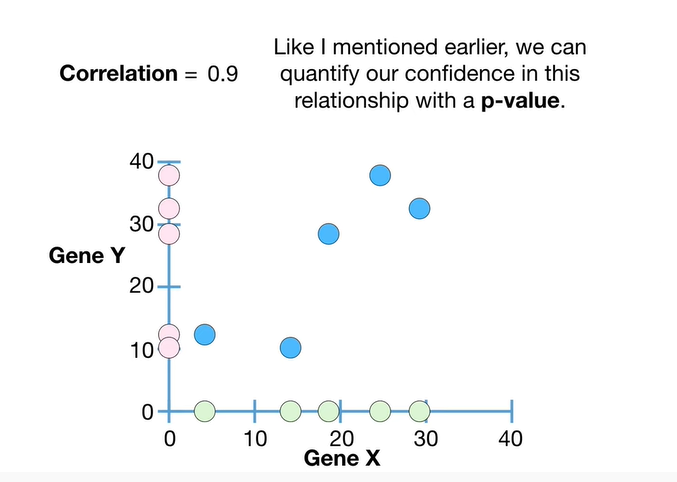 Correlation = 0.9
Like I mentioned earlier, we can
quantify our confidence in this
relationship with a p-value.
40
30
Gene Y
20
10
0
0 10 20 30 40
Gene X